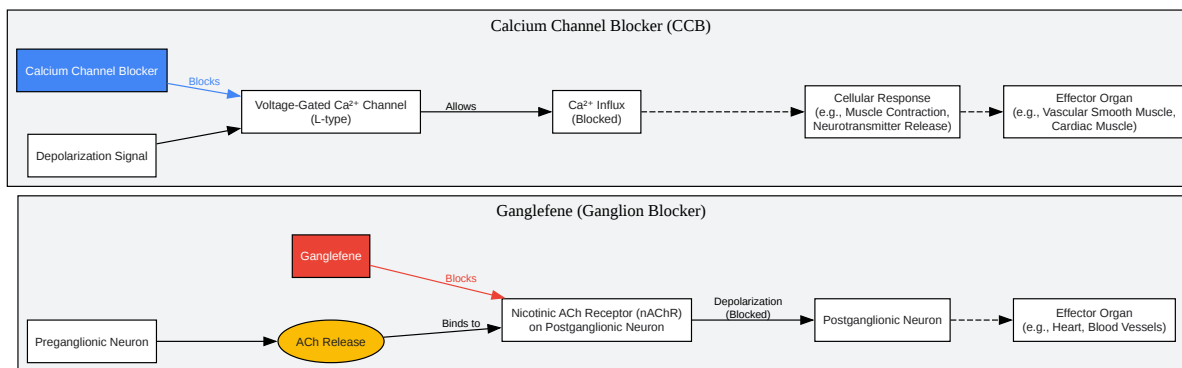 Calcium Channel Blocker (CCB)
Calcium Channel Blocker
Blocks
Depolarization Signal
Voltage-Gated Ca²⁺ Channel
(L-type)
Allows
Ca²⁺ Influx
(Blocked)
Cellular Response
(e.g., Muscle Contraction,
Neurotransmitter Release)
Effector Organ
(e.g., Vascular Smooth Muscle,
Cardiac Muscle)
Ganglefene (Ganglion Blocker)
Ganglefene
Blocks
Preganglionic Neuron
ACh Release
Binds to
Nicotinic ACh Receptor (nAChR)
on Postganglionic Neuron
Depolarization
(Blocked)
Postganglionic Neuron
Effector Organ
(e.g., Heart, Blood Vessels)